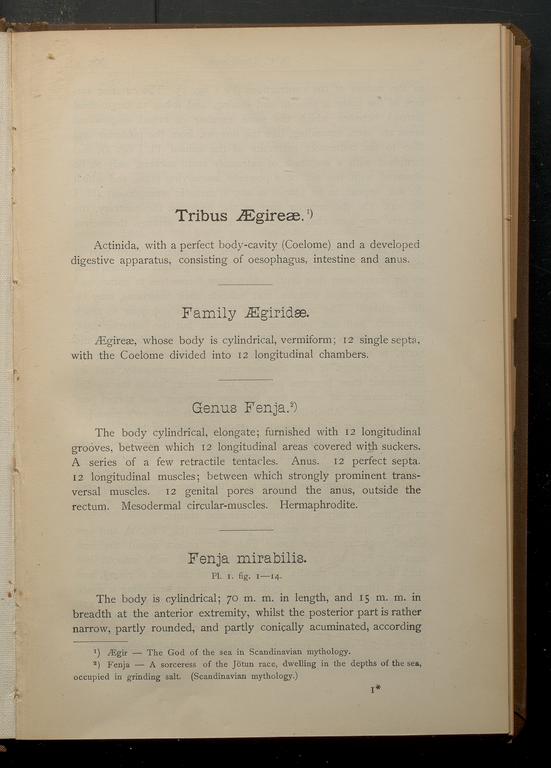 Tribus Ægireæ.¹)
Actinida, with a perfect body-cavity (Coelome) and a developed
digestive apparatus, consisting of oesophagus, intestine and anus.
Family Ægiridæ.
Ægireæ, whose body is cylindrical, vermiform; 12 single septa,
with the Coelome divided into 12 longitudinal chambers.
Genus Fenja.²)
The body cylindrical, elongate; furnished with 12 longitudinal
grooves, between which 12 longitudinal areas covered with suckers.
A series of a few retractile tentacles. Anus. 12 perfect septa.
12 longitudinal muscles; between which strongly prominent trans-
versal muscles. 12 genital pores around the anus, outside the
rectum. Mesodermal circular-muscles. Hermaphrodite.
Fenja mirabilis.
Pl. 1. fig. 1—14.
The body is cylindrical; 70 m. m. in length, and 15 m. m. in
breadth at the anterior extremity, whilst the posterior part is rather
narrow, partly rounded, and partly conically acuminated, according
¹) Ægir — The God of the sea in Scandinavian mythology.
²) Fenja — A sorceress of the Jötun race, dwelling in the depths of the sea,
occupied in grinding salt. (Scandinavian mythology.)
1*